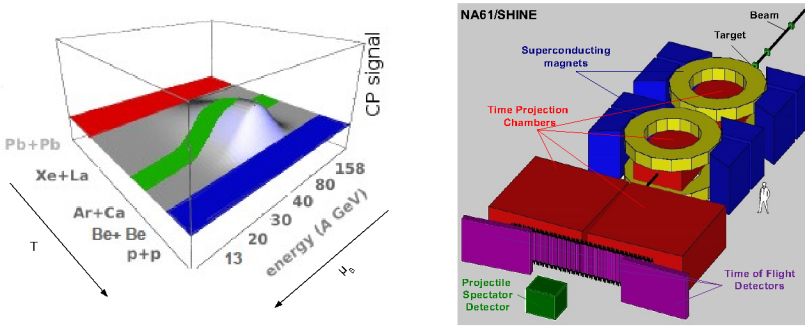 CP signal
Pb+Pb
Xe+La
Ar+Ca
Be+Be
p+p
13
20
30
40
80
158
energy (A GeV)
T
μB
NA61/SHINE
Beam
Target
Superconducting
magnets
Time Projection
Chambers
Time of Flight
Detectors
Projectile
Spectator
Detector